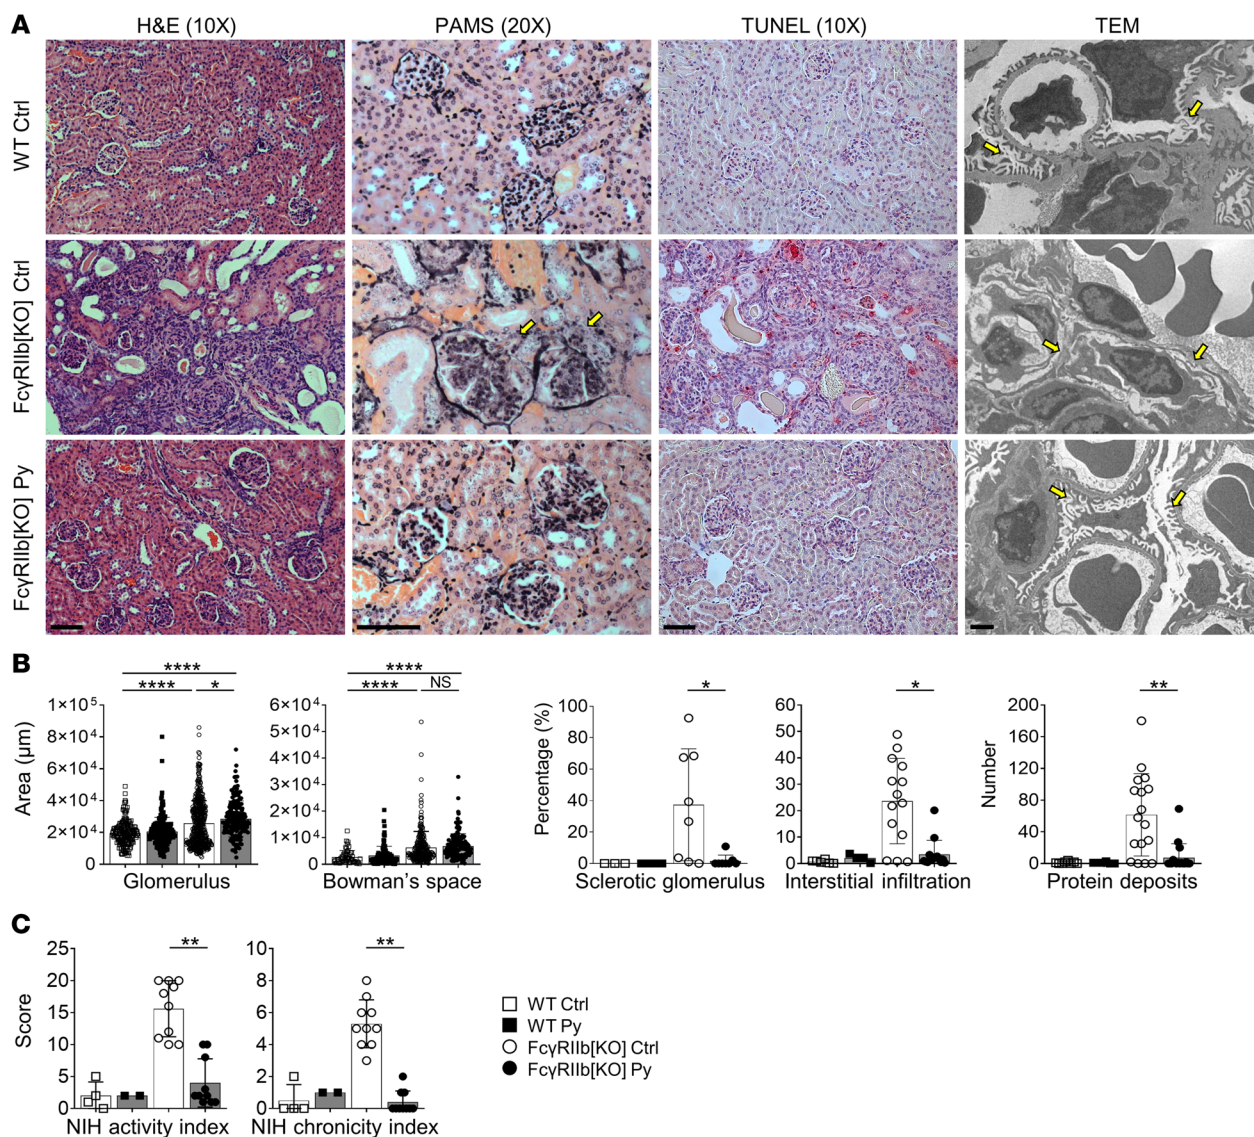 A
H&E (10X) PAMS (20X) TUNEL (10X) TEM
WT Ctrl
FcγRIIb[KO] Ctrl
FcγRIIb[KO] Py
B
**** ****
**** * **** NS * * **
Area (μm)
1×10⁵
8×10⁴
6×10⁴
4×10⁴
2×10⁴
0
Glomerulus
6×10⁴
5×10⁴
4×10⁴
3×10⁴
2×10⁴
1×10⁴
0
Bowman's space
Percentage (%)
100
80
60
40
20
0
Sclerotic glomerulus
60
50
40
30
20
10
0
Interstitial infiltration
Number
200
160
120
80
40
0
Protein deposits
C
** **
Score
25
20
15
10
5
0
NIH activity index
10
8
6
4
2
0
NIH chronicity index
WT Ctrl
WT Py
FcγRIIb[KO] Ctrl
FcγRIIb[KO] Py